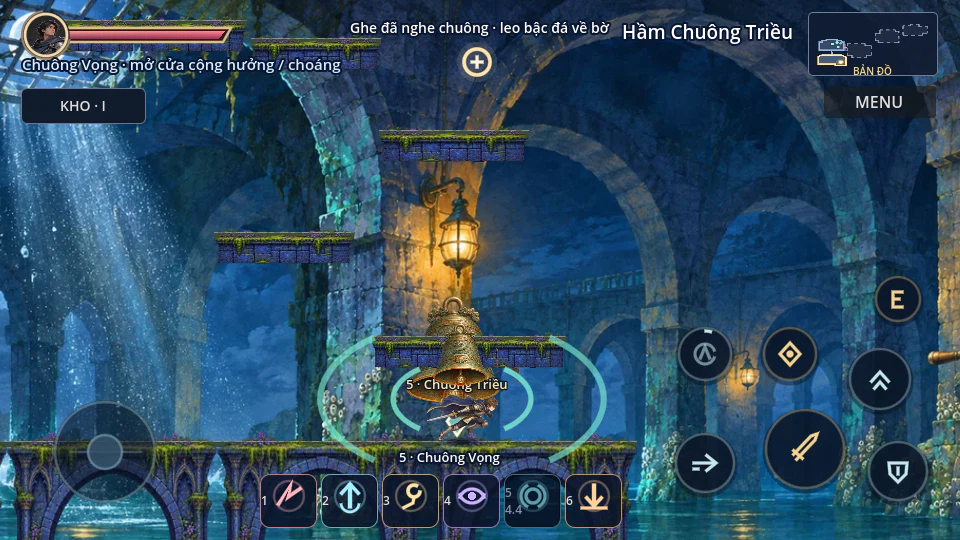 Ghe đã nghe chuông · leo bậc đá về bờ
Hầm Chuông Triều
Chuông Vọng · mở cửa cộng hưởng / choáng
BẢN ĐỒ
KHO · I
MENU
E
5 · Chuông Triều
5 · Chuông Vọng
1
2
3
4
5
4.4
6